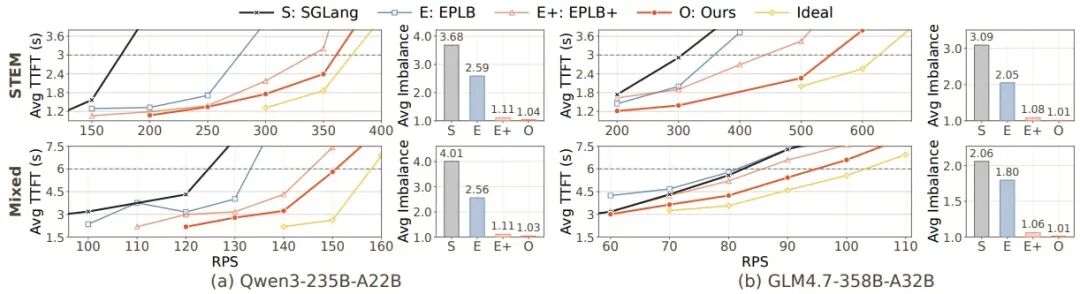 S: SGLang E: EPLB E+: EPLB+ O: Ours Ideal
STEM
Avg TTFT (s)
3.6
3
2.4
1.8
1.2
150 200 250 300 350 400
Avg Imbalance
4.0
3.0
2.0
1.0
3.68
2.59
1.11
1.04
S E E+ O
Avg TTFT (s)
3.6
3
2.4
1.8
1.2
200 300 400 500 600
Avg Imbalance
3.0
2.0
1.0
3.09
2.05
1.08
1.01
S E E+ O
Mixed
Avg TTFT (s)
7.5
6
4.5
3
1.5
100 110 120 130 140 150 160
RPS
Avg Imbalance
4.0
3.0
2.0
1.0
4.01
2.56
1.11
1.03
S E E+ O
Avg TTFT (s)
7.5
6
4.5
3
1.5
60 70 80 90 100 110
RPS
Avg Imbalance
2.0
1.5
1.0
2.06
1.80
1.06
1.01
S E E+ O
(a) Qwen3-235B-A22B
(b) GLM4.7-358B-A32B